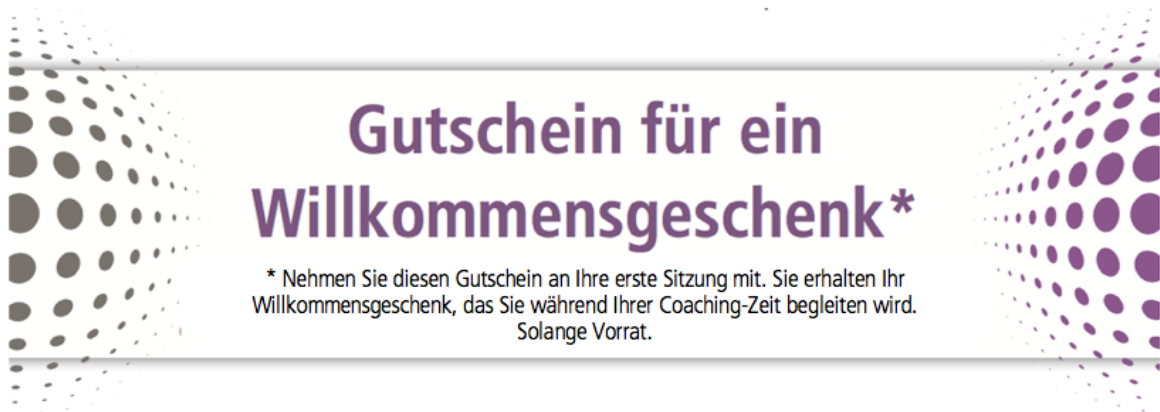 Gutschein für ein
Willkommensgeschenk*
* Nehmen Sie diesen Gutschein an Ihre erste Sitzung mit. Sie erhalten Ihr
Willkommensgeschenk, das Sie während Ihrer Coaching-Zeit begleiten wird.
Solange Vorrat.